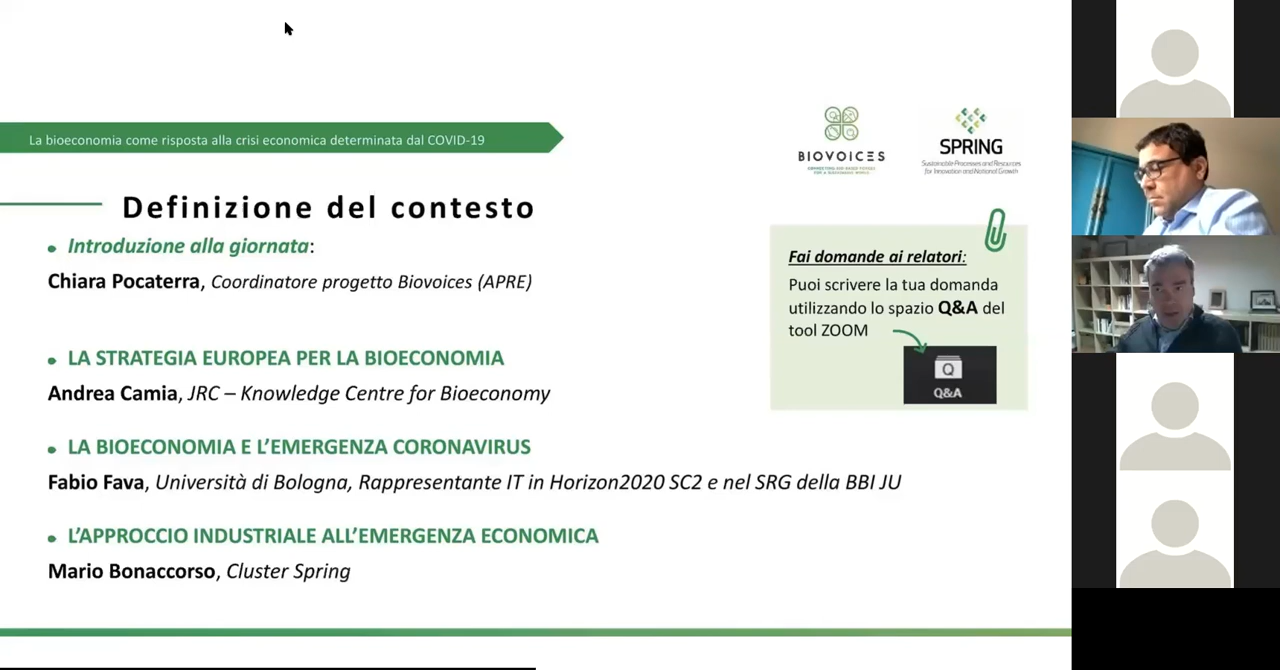 La bioeconomia come risposta alla crisi economica determinata dal COVID-19
BIOVOICES
SPRING
Sustainable Processes and Resources
for Innovation and National Growth
Definizione del contesto
• Introduzione alla giornata:
Chiara Pocaterra, Coordinatore progetto Biovoices (APRE)
• LA STRATEGIA EUROPEA PER LA BIOECONOMIA
Andrea Camia, JRC – Knowledge Centre for Bioeconomy
• LA BIOECONOMIA E L’EMERGENZA CORONAVIRUS
Fabio Fava, Università di Bologna, Rappresentante IT in Horizon2020 SC2 e nel SRG della BBI JU
• L’APPROCCIO INDUSTRIALE ALL’EMERGENZA ECONOMICA
Mario Bonaccorso, Cluster Spring
Fai domande ai relatori:
Puoi scrivere la tua domanda
utilizzando lo spazio Q&A del
tool ZOOM
Q
Q&A